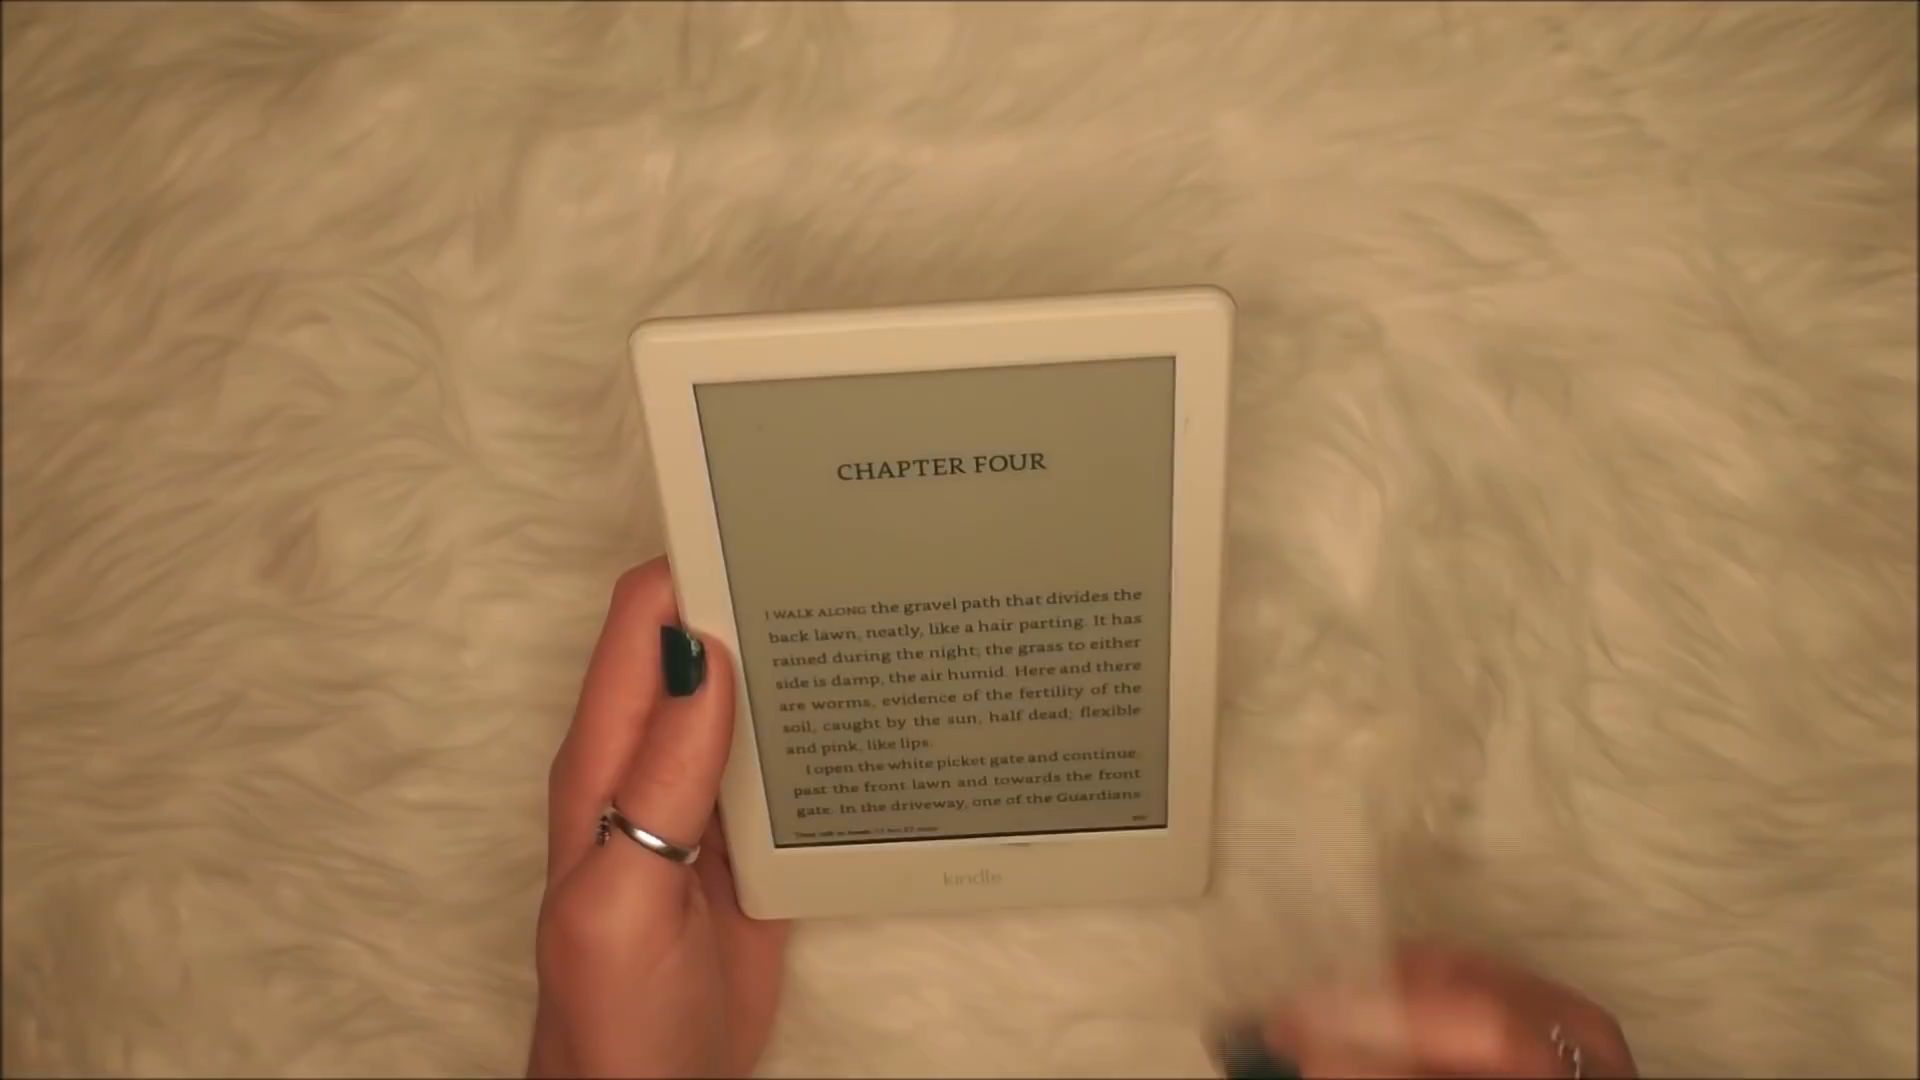 CHAPTER FOUR
I WALK ALONG the gravel path that divides the
back lawn, neatly, like a hair parting. It has
rained during the night; the grass to either
side is damp, the air humid. Here and there
are worms, evidence of the fertility of the
soil, caught by the sun, half dead; flexible
and pink, like lips.
I open the white picket gate and continue,
past the front lawn and towards the front
gate. In the driveway, one of the Guardians
kindle